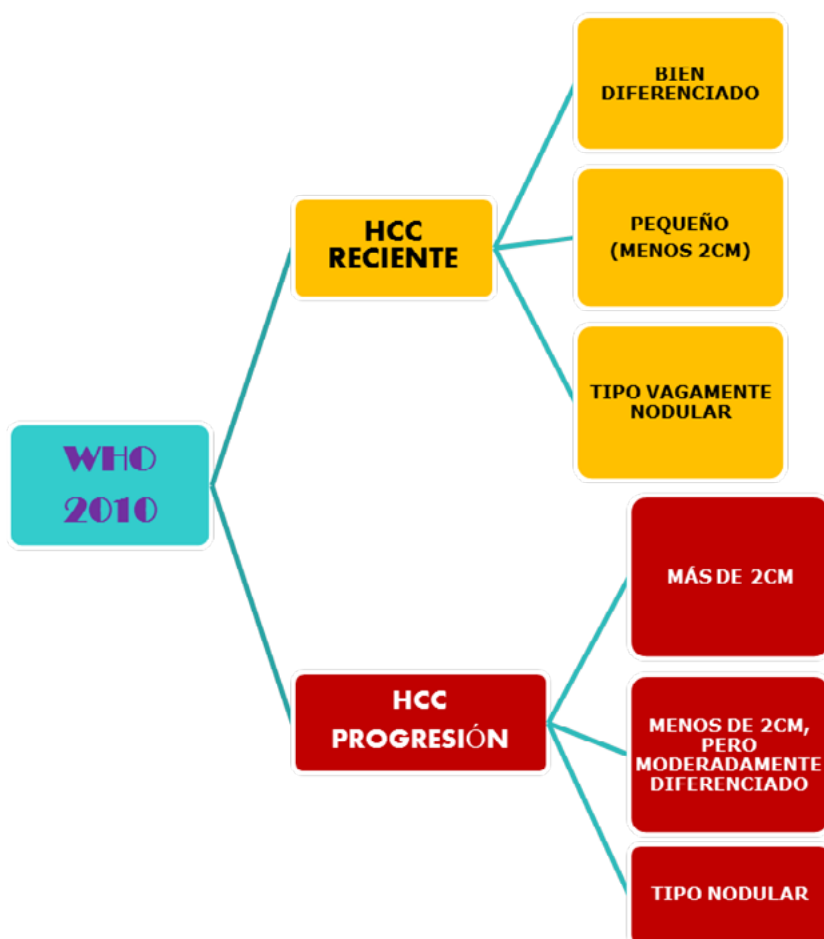 BIEN
DIFERENCIADO
HCC
RECIENTE
PEQUEÑO
(MENOS 2CM)
TIPO VAGAMENTE
NODULAR
WHO
2010
MÁS DE 2CM
HCC
PROGRESIÓN
MENOS DE 2CM,
PERO
MODERADAMENTE
DIFERENCIADO
TIPO NODULAR